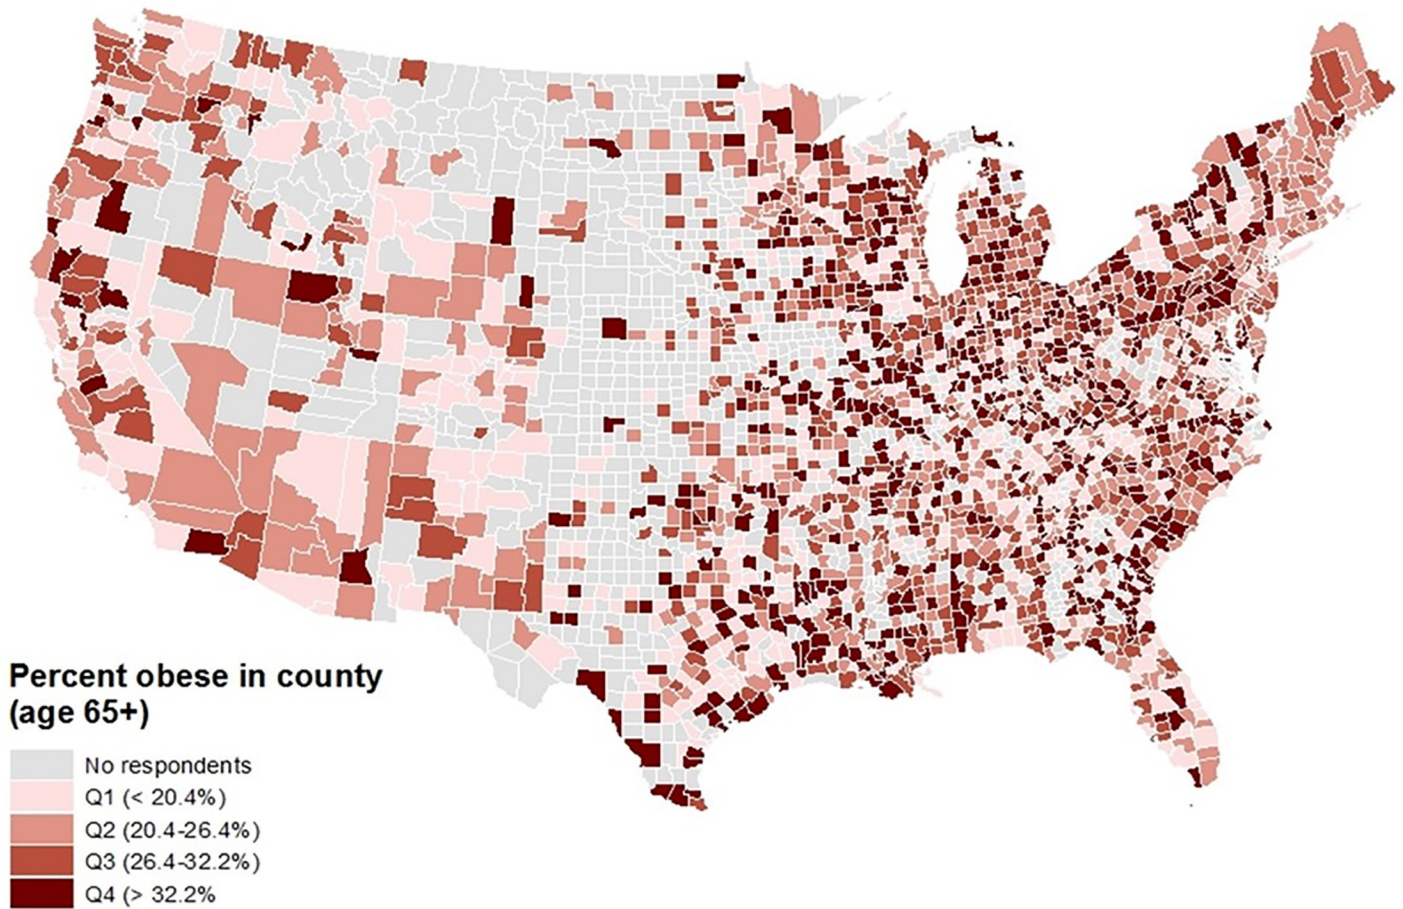 Percent obese in county
(age 65+)
No respondents
Q1 (< 20.4%)
Q2 (20.4-26.4%)
Q3 (26.4-32.2%)
Q4 (> 32.2%